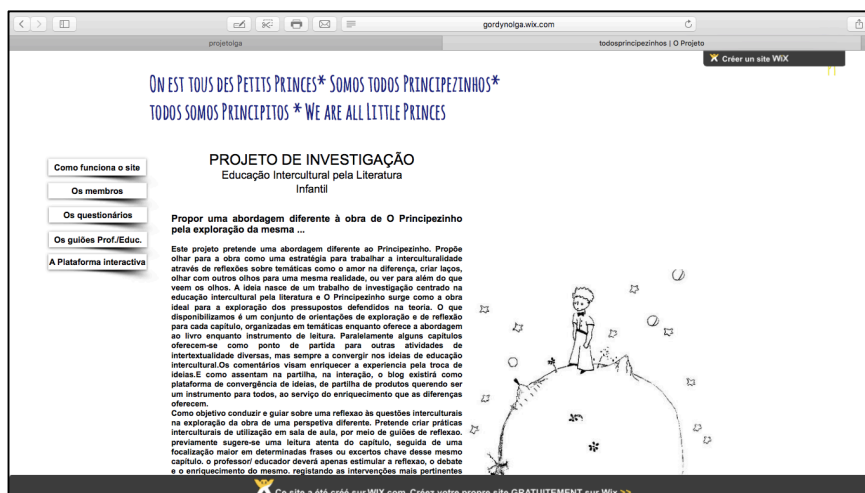 gordynolga.wix.com
projetolga
todosprincipezinhos | O Projeto
Créer un site WiX
On est tous des Petits Princes* Somos todos Principezinhos*
todos somos Principitos * We are all Little Princes
Como funciona o site
Os membros
Os questionários
Os guiões Prof./Educ.
A Plataforma interactiva
PROJETO DE INVESTIGAÇÃO
Educação Intercultural pela Literatura
Infantil
Propor uma abordagem diferente à obra de O Principezinho
pela exploração da mesma ...
Este projeto pretende uma abordagem diferente ao Principezinho. Propõe
olhar para a obra como uma estratégia para trabalhar a interculturalidade
através de reflexões sobre temáticas como o amor na diferença, criar laços,
olhar com outros olhos para uma mesma realidade, ou ver para além do que
veem os olhos. A ideia nasce de um trabalho de investigação centrado na
educação intercultural pela literatura e O Principezinho surge como a obra
ideal para a exploração dos pressupostos defendidos na teoria. O que
disponibilizamos é um conjunto de orientações de exploração e de reflexão
para cada capítulo, organizadas em temáticas enquanto oferece a abordagem
ao livro enquanto instrumento de leitura. Paralelamente alguns capítulos
oferecem-se como ponto de partida para outras atividades de
intertextualidade diversas, mas sempre a convergir nos ideias de educação
intercultural.Os comentários visam enriquecer a experiencia pela troca de
ideias.E como assentam na partilha, na interação, o blog existirá como
plataforma de convergência de ideias, de partilha de produtos querendo ser
um instrumento para todos, ao serviço do enriquecimento que as diferenças
oferecem.
Como objetivo conduzir e guiar sobre uma reflexao às questões interculturais
na exploração da obra de uma perspetiva diferente. Pretende criar práticas
interculturais de utilização em sala de aula, por meio de guiões de reflexao.
previamente sugere-se uma leitura atenta do capítulo, seguida de uma
focalização maior em determinadas frases ou excertos chave desse mesmo
capítulo. o professor/ educador deverá apenas estimular a reflexao, o debate
e o enriquecimento do mesmo. registando as intervenções mais pertinentes
Ce site a été créé sur WIX.com. Créez votre propre site GRATUITEMENT sur Wix >>